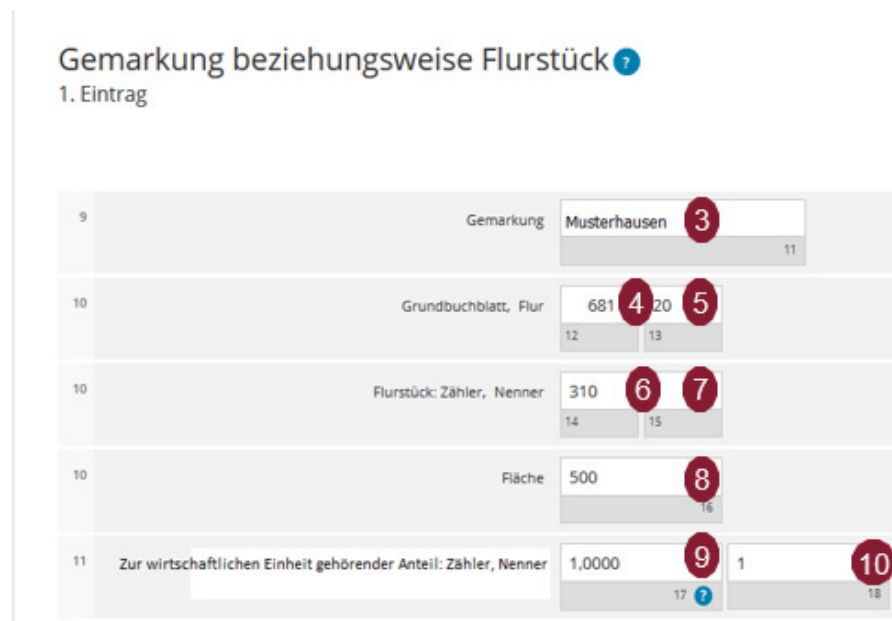 Gemarkung beziehungsweise Flurstück ?
1. Eintrag
9 Gemarkung Musterhausen 3
11
10 Grundbuchblatt, Flur 681 4 20 5
12 13
10 Flurstück: Zähler, Nenner 310 6 7
14 15
10 Fläche 500 8
16
11 Zur wirtschaftlichen Einheit gehörender Anteil: Zähler, Nenner 1,0000 9 1 10
17 ? 18